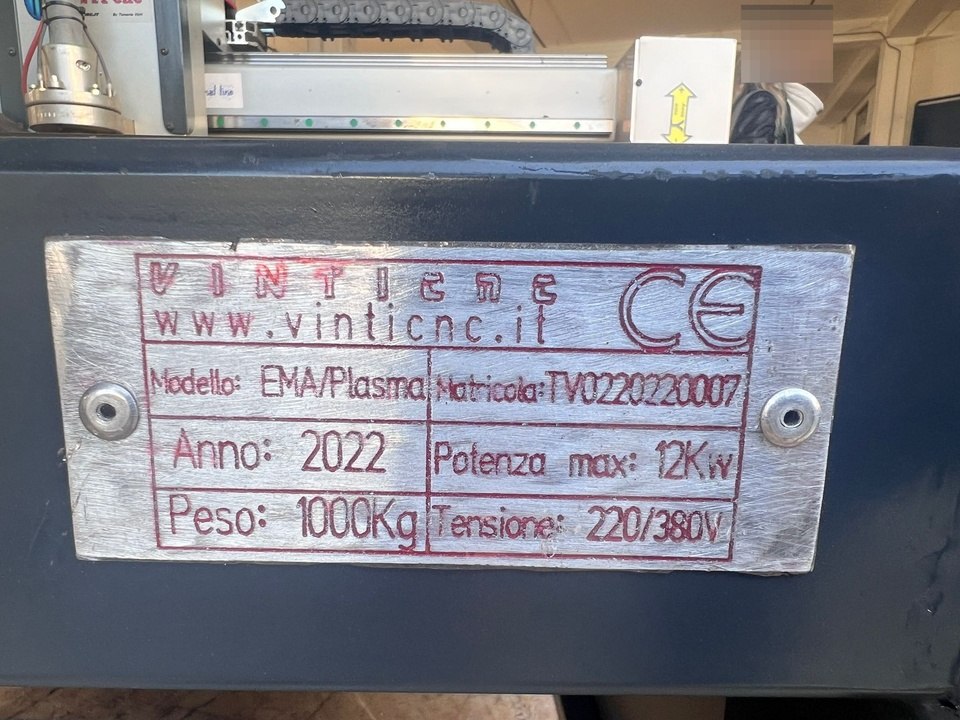 VINTIcnc
www.vinticnc.it
CE
Modello: EMA/Plasma
Matricola: TV0220220007
Anno: 2022
Potenza max: 12Kw
Peso: 1000Kg
Tensione: 220/380V